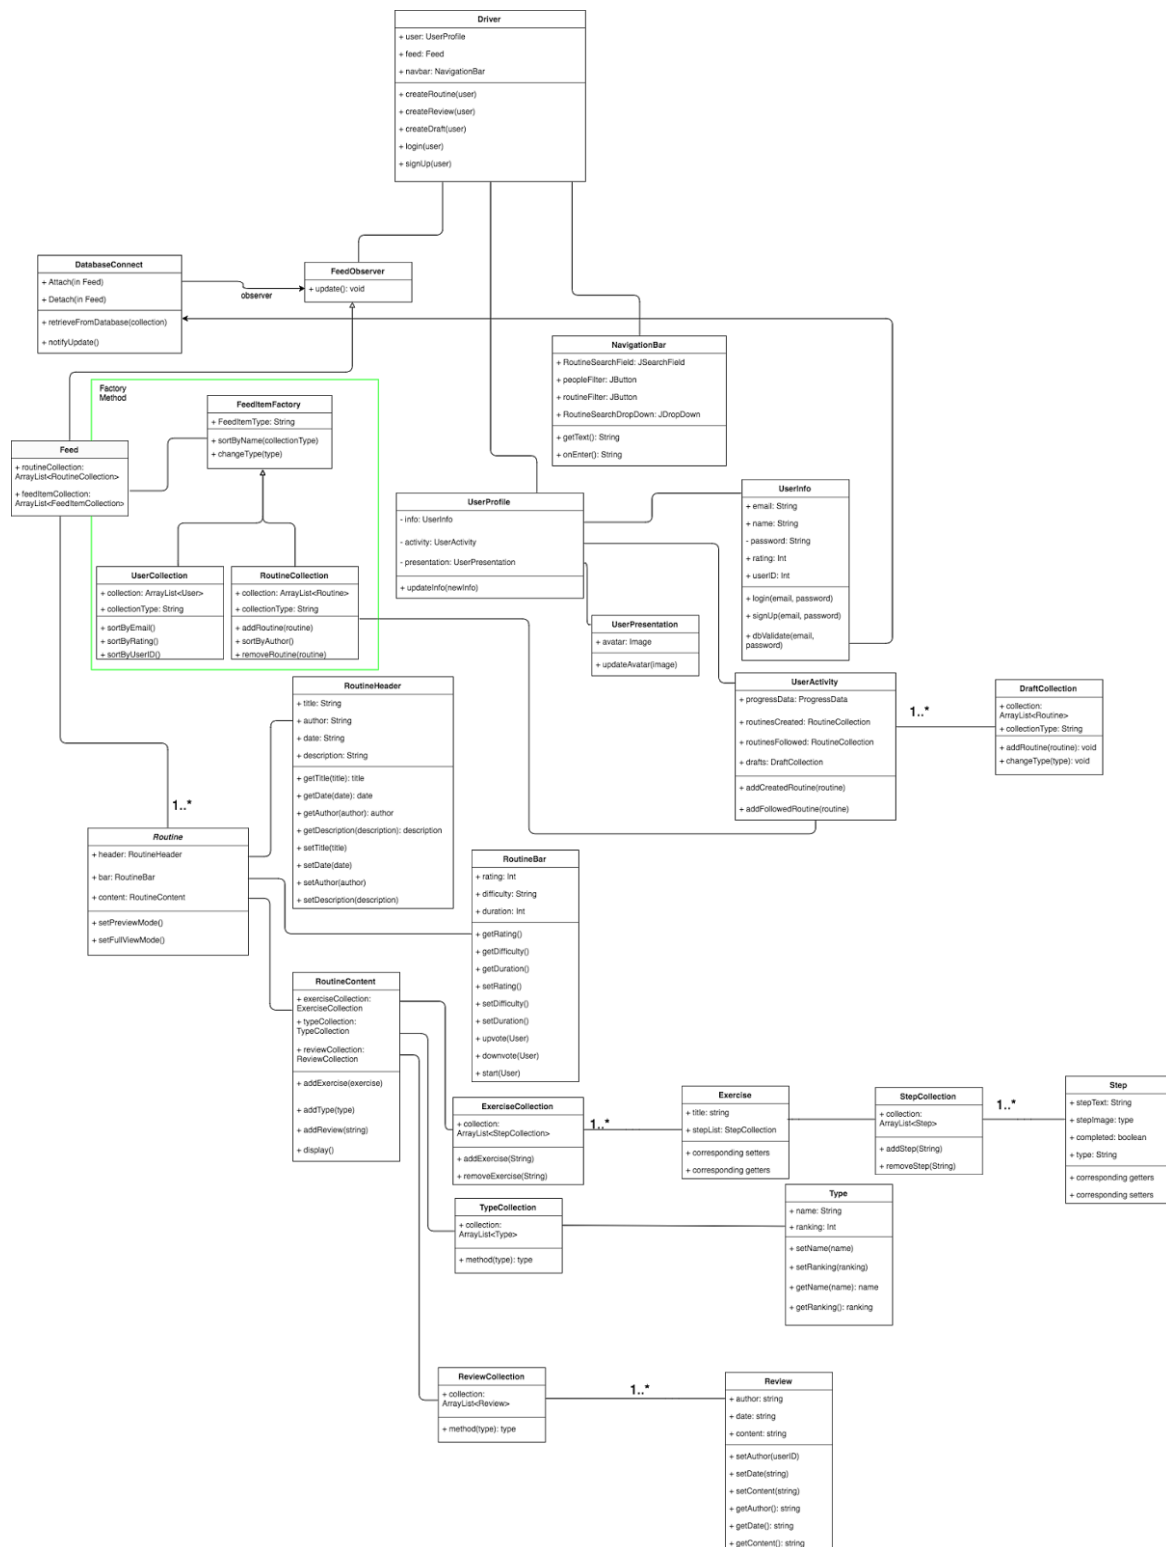 Driver
+ user: UserProfile
+ feed: Feed
+ navbar: NavigationBar
+ createRoutine(user)
+ createReview(user)
+ createDraft(user)
+ login(user)
+ signUp(user)
DatabaseConnect
+ Attach(in Feed)
+ Detach(in Feed)
+ retrieveFromDatabase(collection)
+ notifyUpdate()
observer
FeedObserver
+ update(): void
NavigationBar
+ RoutineSearchField: JSearchField
+ peopleFilter: JButton
+ routineFilter: JButton
+ RoutineSearchDropDown: JDropDown
+ getText(): String
+ onEnter(): String
Factory
Method
FeedItemFactory
+ FeedItemType: String
+ sortByName(collectionType)
+ changeType(type)
Feed
+ routineCollection:
ArrayList<RoutineCollection>
+ feedItemCollection:
ArrayList<FeedItemCollection>
UserCollection
+ collection: ArrayList<User>
+ collectionType: String
+ sortByEmail()
+ sortByRating()
+ sortByUserID()
RoutineCollection
+ collection: ArrayList<Routine>
+ collectionType: String
+ addRoutine(routine)
+ sortByAuthor()
+ removeRoutine(routine)
UserProfile
- info: UserInfo
- activity: UserActivity
- presentation: UserPresentation
+ updateInfo(newInfo)
UserInfo
+ email: String
+ name: String
- password: String
+ rating: Int
+ userID: Int
+ login(email, password)
+ signUp(email, password)
+ dbValidate(email,
password)
UserPresentation
+ avatar: Image
+ updateAvatar(image)
UserActivity
+ progressData: ProgressData
+ routinesCreated: RoutineCollection
+ routinesFollowed: RoutineCollection
+ drafts: DraftCollection
+ addCreatedRoutine(routine)
+ addFollowedRoutine(routine)
1..*
DraftCollection
+ collection:
ArrayList<Routine>
+ collectionType: String
+ addRoutine(routine): void
+ changeType(type): void
RoutineHeader
+ title: String
+ author: String
+ date: String
+ description: String
+ getTitle(title): title
+ getDate(date): date
+ getAuthor(author): author
+ getDescription(description): description
+ setTitle(title)
+ setDate(date)
+ setAuthor(author)
+ setDescription(description)
1..*
Routine
+ header: RoutineHeader
+ bar: RoutineBar
+ content: RoutineContent
+ setPreviewMode()
+ setFullViewMode()
RoutineBar
+ rating: Int
+ difficulty: String
+ duration: Int
+ getRating()
+ getDifficulty()
+ getDuration()
+ setRating()
+ setDifficulty()
+ setDuration()
+ upvote(User)
+ downvote(User)
+ start(User)
RoutineContent
+ exerciseCollection:
ExerciseCollection
+ typeCollection:
TypeCollection
+ reviewCollection:
ReviewCollection
+ addExercise(exercise)
+ addType(type)
+ addReview(string)
+ display()
ExerciseCollection
+ collection:
ArrayList<StepCollection>
+ addExercise(String)
+ removeExercise(String)
1..*
Exercise
+ title: string
+ stepList: StepCollection
+ corresponding setters
+ corresponding getters
StepCollection
+ collection:
ArrayList<Step>
+ addStep(String)
+ removeStep(String)
1..*
Step
+ stepText: String
+ stepImage: type
+ completed: boolean
+ type: String
+ corresponding getters
+ corresponding setters
TypeCollection
+ collection:
ArrayList<Type>
+ method(type): type
Type
+ name: String
+ ranking: Int
+ setName(name)
+ setRanking(ranking)
+ getName(name): name
+ getRanking(): ranking
ReviewCollection
+ collection:
ArrayList<Review>
+ method(type): type
1..*
Review
+ author: string
+ date: string
+ content: string
+ setAuthor(userID)
+ setDate(string)
+ setContent(string)
+ getAuthor(): string
+ getDate(): string
+ getContent(): string